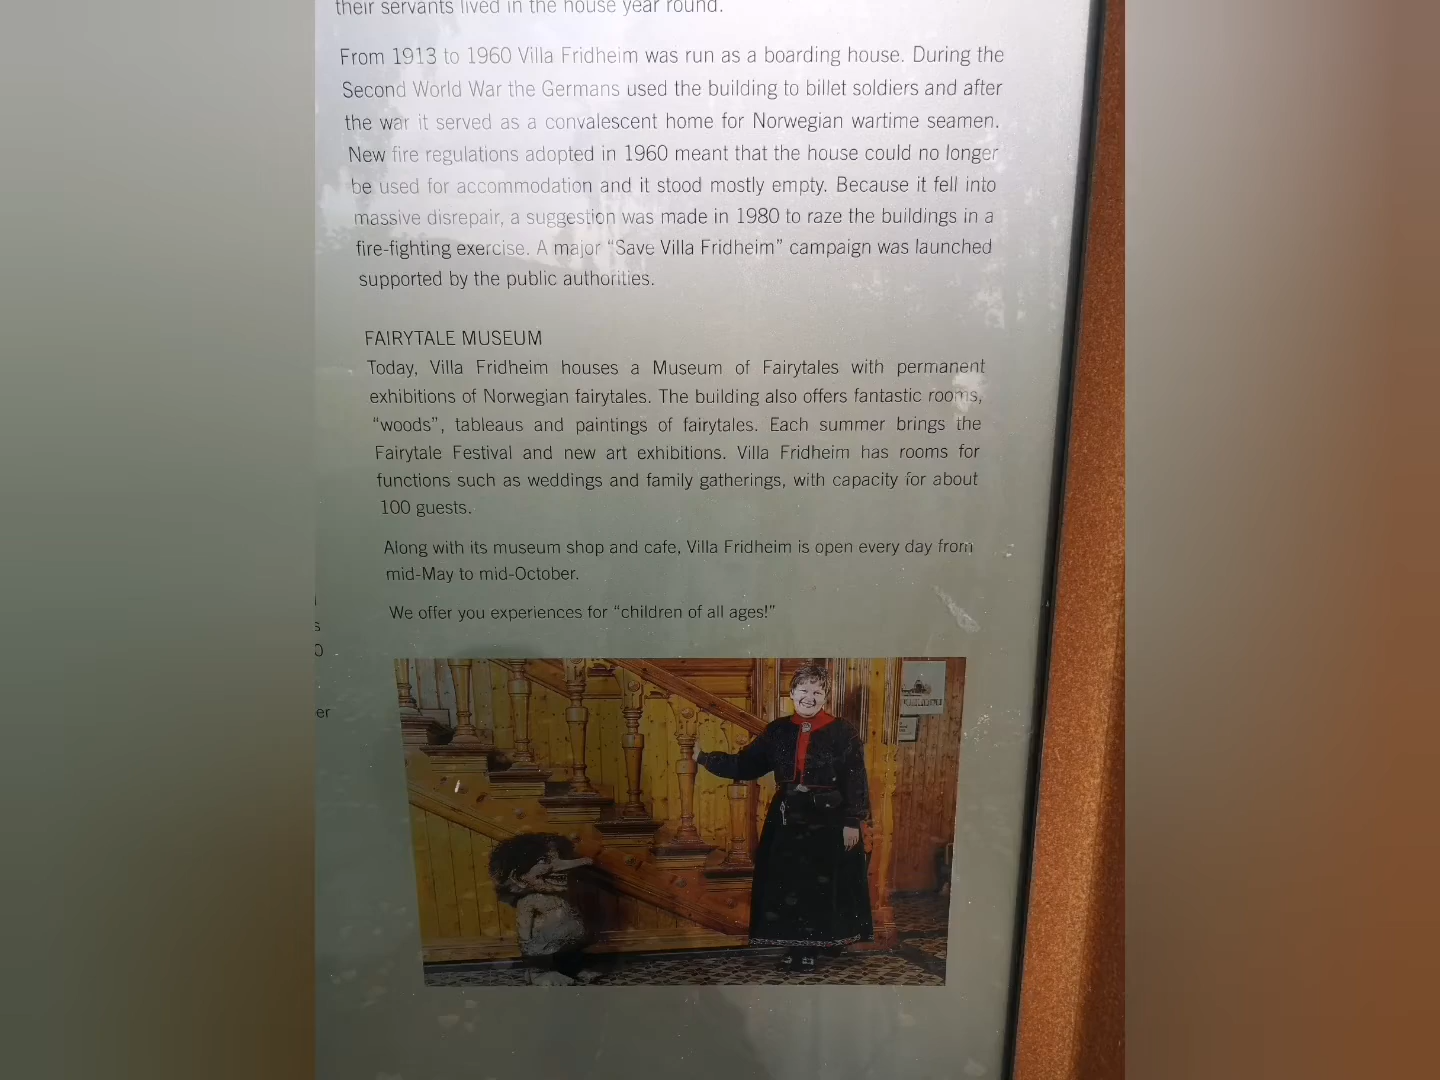 their servants lived in the house year round.
From 1913 to 1960 Villa Fridheim was run as a boarding house. During the
Second World War the Germans used the building to billet soldiers and after
the war it served as a convalescent home for Norwegian wartime seamen.
New fire regulations adopted in 1960 meant that the house could no longer
be used for accommodation and it stood mostly empty. Because it fell into
massive disrepair, a suggestion was made in 1980 to raze the buildings in a
fire-fighting exercise. A major “Save Villa Fridheim” campaign was launched
supported by the public authorities.
FAIRYTALE MUSEUM
Today, Villa Fridheim houses a Museum of Fairytales with permanent
exhibitions of Norwegian fairytales. The building also offers fantastic rooms,
“woods”, tableaus and paintings of fairytales. Each summer brings the
Fairytale Festival and new art exhibitions. Villa Fridheim has rooms for
functions such as weddings and family gatherings, with capacity for about
100 guests.
Along with its museum shop and cafe, Villa Fridheim is open every day from
mid-May to mid-October.
We offer you experiences for “children of all ages!”